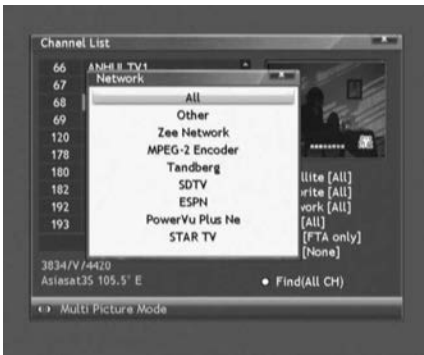 Channel List
66 ANHUI TV1
67
68
69
120
178
180
182
192
193
Network
All
Other
Zee Network
MPEG-2 Encoder
Tandberg
SDTV
ESPN
PowerVu Plus Ne
STAR TV
llite [All]
rite [All]
work [All]
[All]
[FTA only]
[None]
3834/V/4420
Asiasat3S 105.5° E
Find(All CH)
Multi Picture Mode